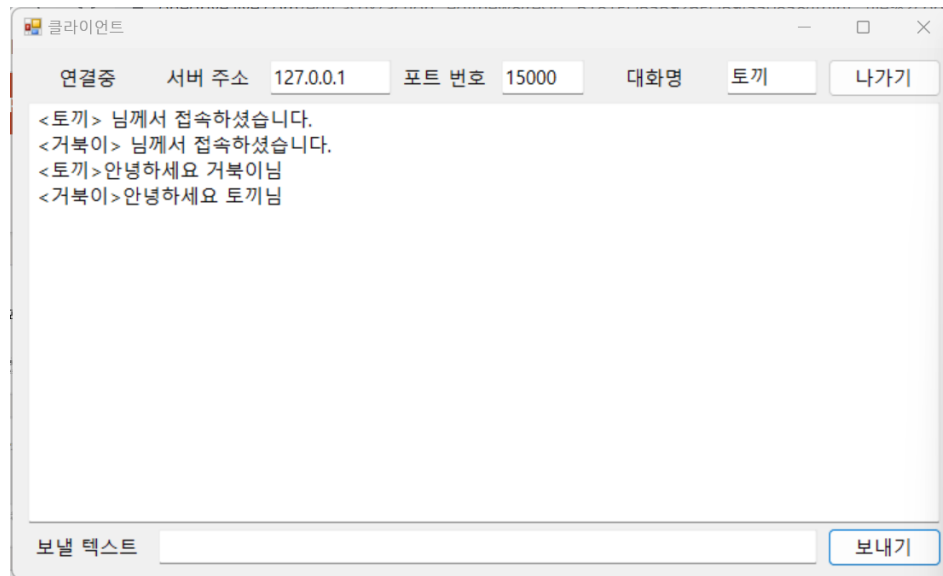 클라이언트
연결중 서버 주소 127.0.0.1 포트 번호 15000 대화명 토끼 나가기
<토끼> 님께서 접속하셨습니다.
<거북이> 님께서 접속하셨습니다.
<토끼>안녕하세요 거북이님
<거북이>안녕하세요 토끼님
보낼 텍스트 보내기